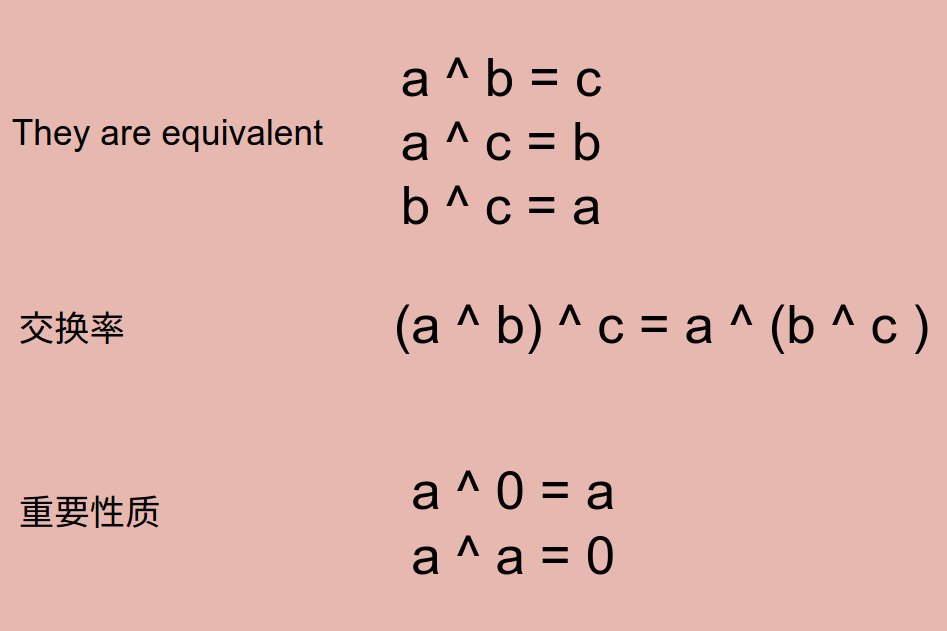 a ^ b = c
They are equivalent
a ^ c = b
b ^ c = a
交换率
(a ^ b) ^ c = a ^ (b ^ c )
重要性质
a ^ 0 = a
a ^ a = 0